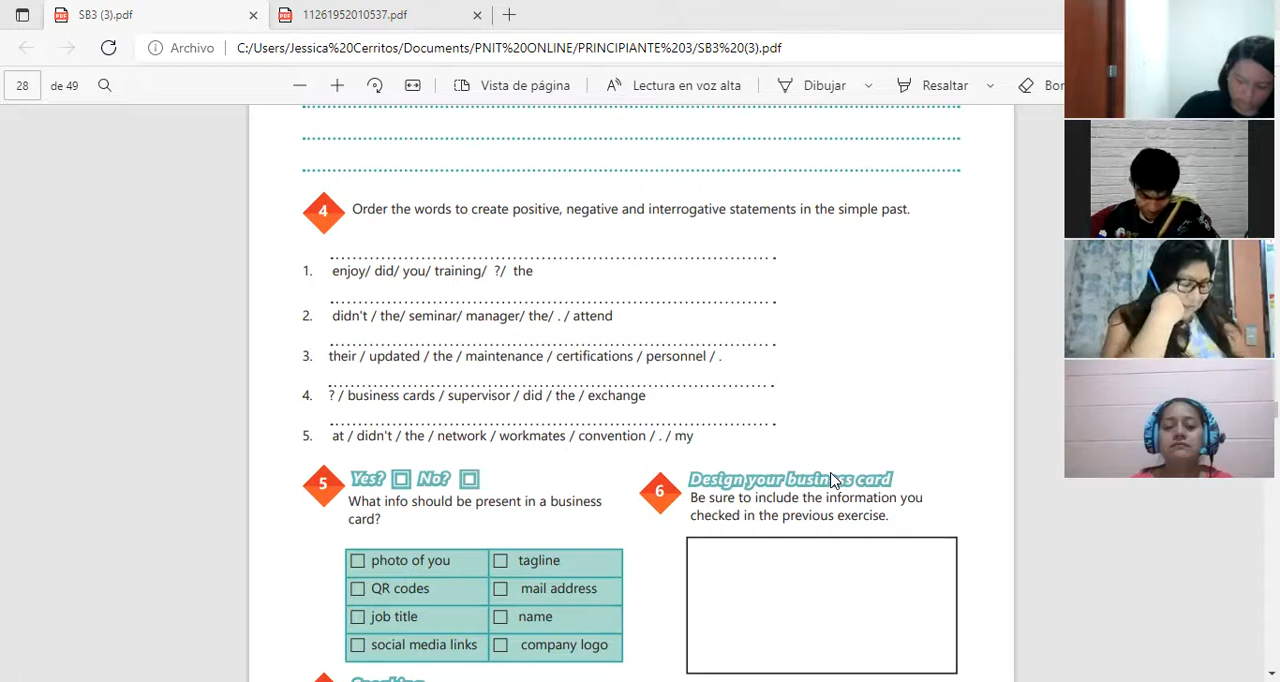 SB3 (3).pdf
11261952010537.pdf
Archivo
C:/Users/Jessica%20Cerritos/Documents/PNIT%20ONLINE/PRINCIPIANTE%203/SB3%20(3).pdf
28 de 49
Vista de página
Lectura en voz alta
Dibujar
Resaltar
Bor
4 Order the words to create positive, negative and interrogative statements in the simple past.
1. enjoy/ did/ you/ training/ ?/ the
2. didn't / the/ seminar/ manager/ the/ . / attend
3. their / updated / the / maintenance / certifications / personnel / .
4. ? / business cards / supervisor / did / the / exchange
5. at / didn't / the / network / workmates / convention / . / my
5 Yes? No?
What info should be present in a business
card?
photo of you
tagline
QR codes
mail address
job title
name
social media links
company logo
6 Design your business card
Be sure to include the information you
checked in the previous exercise.